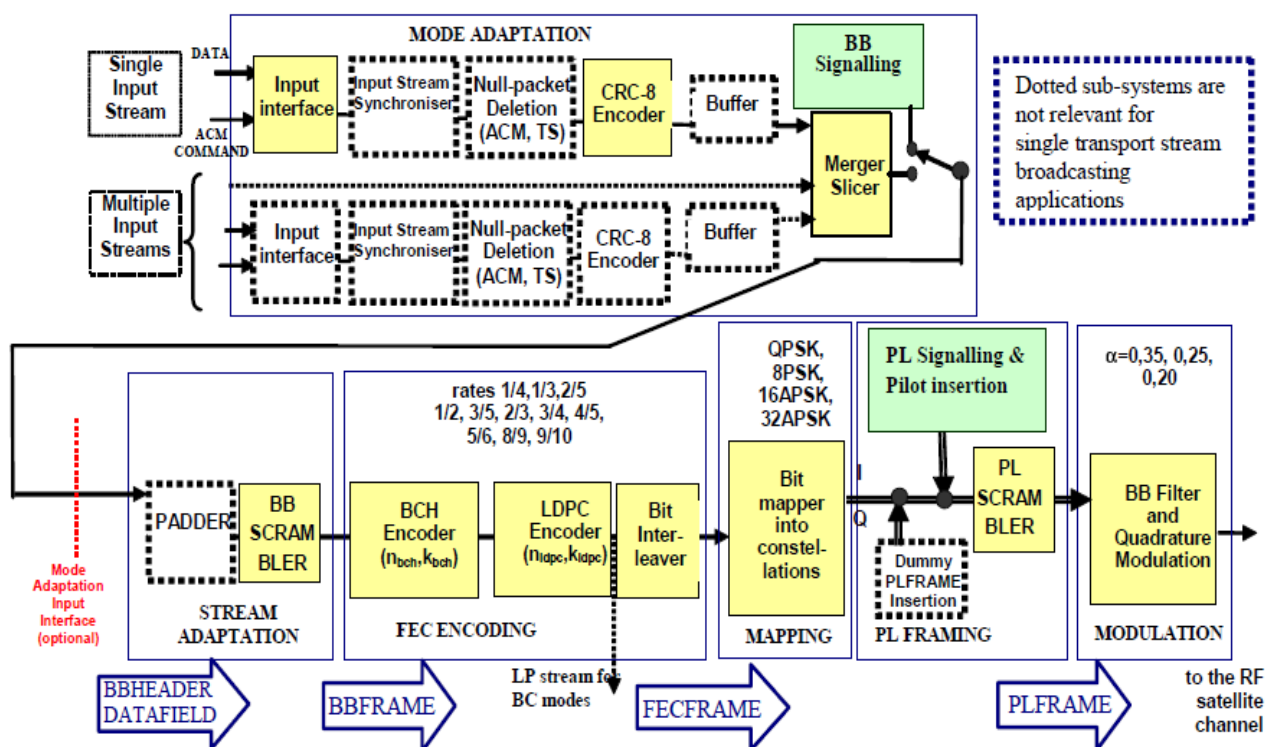 MODE ADAPTATION
Single
Input
Stream
DATA
ACM
COMMAND
Input
interface
Input Stream
Synchroniser
Null-packet
Deletion
(ACM, TS)
CRC-8
Encoder
Buffer
BB
Signalling
Merger
Slicer
Dotted sub-systems are
not relevant for
single transport stream
broadcasting
applications
Multiple
Input
Streams
Input
interface
Input Stream
Synchroniser
Null-packet
Deletion
(ACM, TS)
CRC-8
Encoder
Buffer
Mode
Adaptation
Input
Interface
(optional)
PADDER
BB
SCRAM
BLER
STREAM
ADAPTATION
rates 1/4,1/3,2/5
1/2, 3/5, 2/3, 3/4, 4/5,
5/6, 8/9, 9/10
BCH
Encoder
(nbch,kbch)
LDPC
Encoder
(nldpc,kldpc)
Bit
Inter-
leaver
FEC ENCODING
LP stream for
BC modes
QPSK,
8PSK,
16APSK,
32APSK
Bit
mapper
into
constel-
lations
MAPPING
I
Q
PL Signalling &
Pilot insertion
PL
SCRAM
BLER
Dummy
PLFRAME
Insertion
PL FRAMING
α=0,35, 0,25,
0,20
BB Filter
and
Quadrature
Modulation
MODULATION
to the RF
satellite
channel
BBHEADER
DATAFIELD
BBFRAME
FECFRAME
PLFRAME